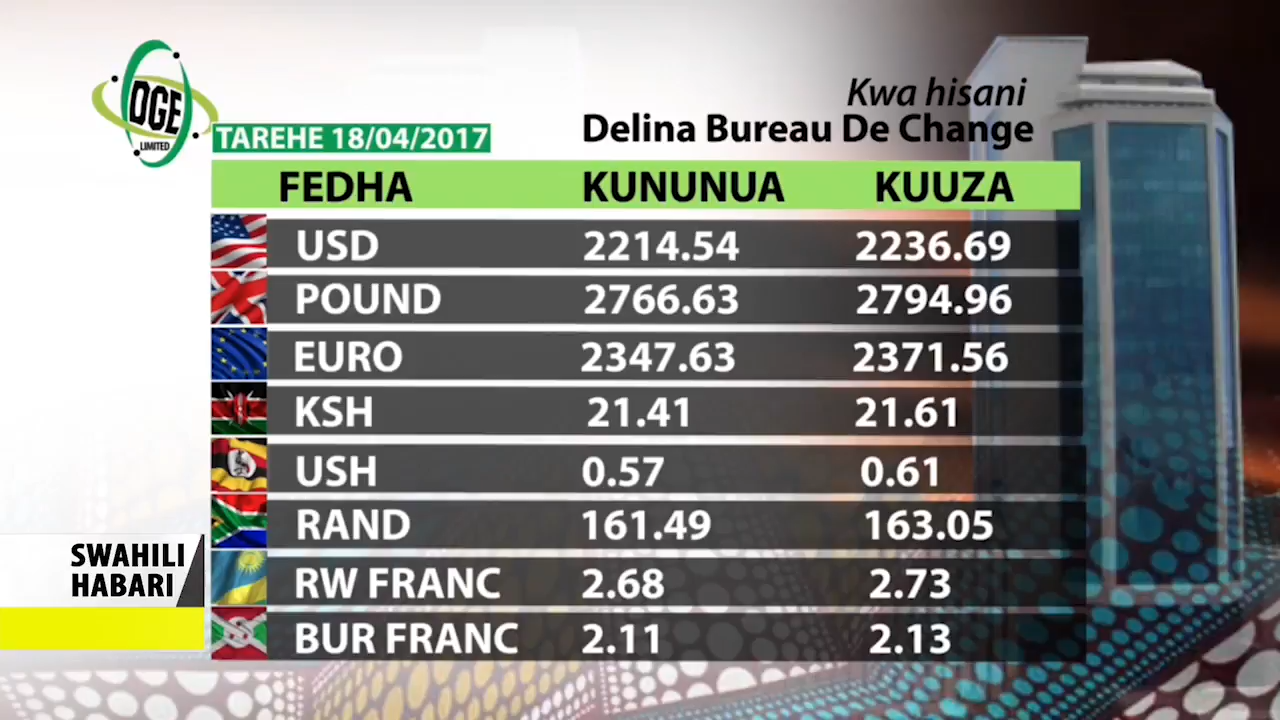 DGE
LIMITED
TAREHE 18/04/2017
Kwa hisani
Delina Bureau De Change
FEDHA KUNUNUA KUUZA
USD 2214.54 2236.69
POUND 2766.63 2794.96
EURO 2347.63 2371.56
KSH 21.41 21.61
USH 0.57 0.61
RAND 161.49 163.05
RW FRANC 2.68 2.73
BUR FRANC 2.11 2.13
SWAHILI
HABARI